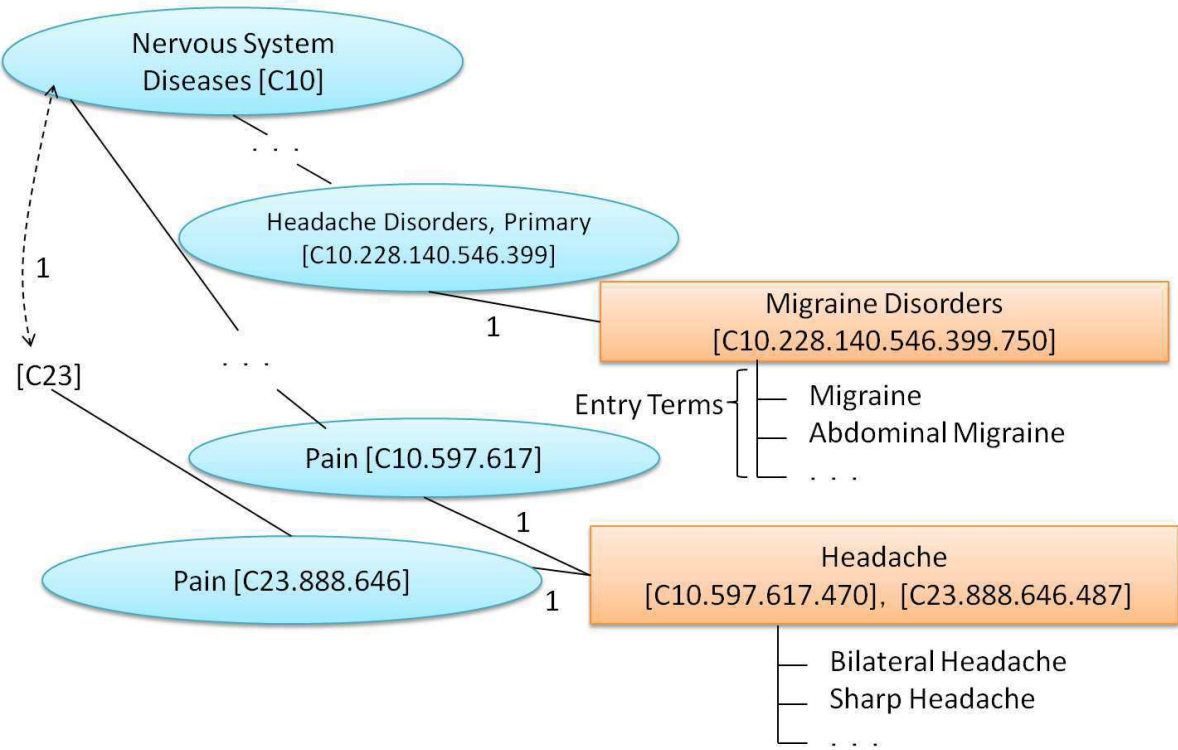 Nervous System
Diseases [C10]
. . .
Headache Disorders, Primary
[C10.228.140.546.399]
1
1
Migraine Disorders
[C10.228.140.546.399.750]
[C23]
. . .
Entry Terms
Migraine
Abdominal Migraine
. . .
Pain [C10.597.617]
1
Pain [C23.888.646]
1
Headache
[C10.597.617.470], [C23.888.646.487]
Bilateral Headache
Sharp Headache
. . .